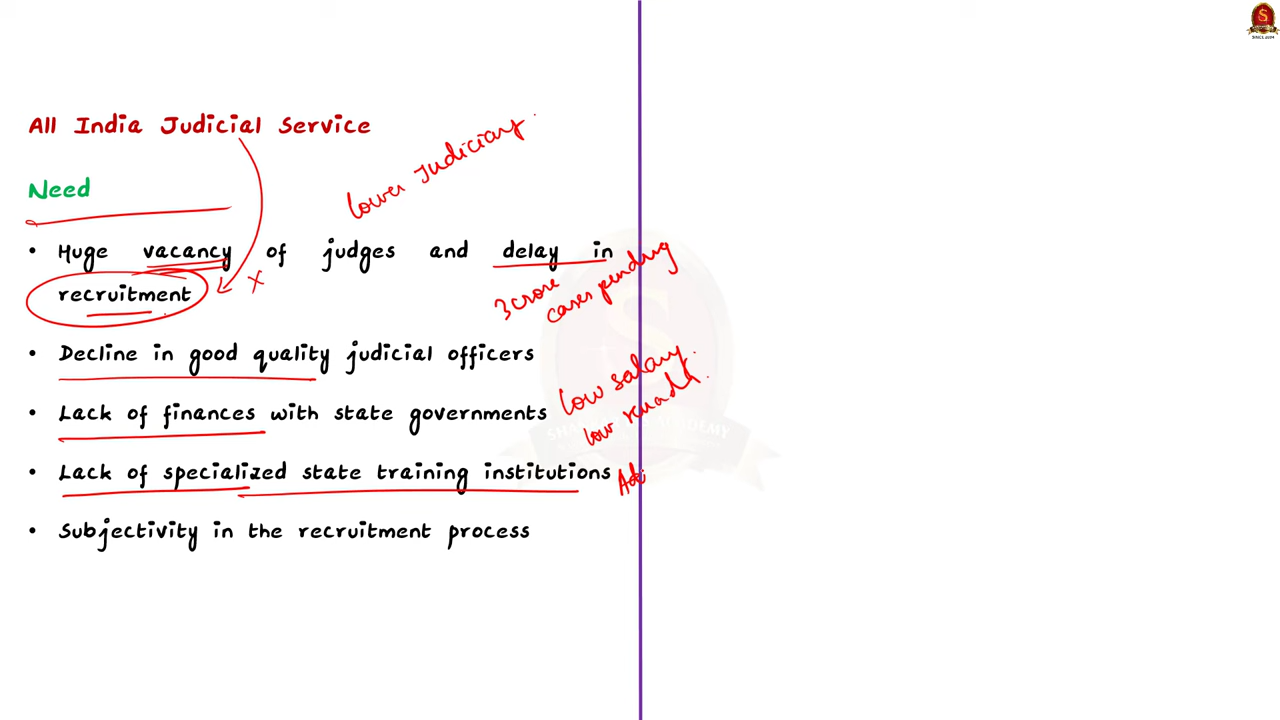 All India Judicial Service
Lower Judiciary
Need
• Huge vacancy of judges and delay in
recruitment x
3 crore
cases pending
• Decline in good quality judicial officers
low salary
• Lack of finances with state governments
low
• Lack of specialized state training institutions
• Subjectivity in the recruitment process
S
SINCE 2004